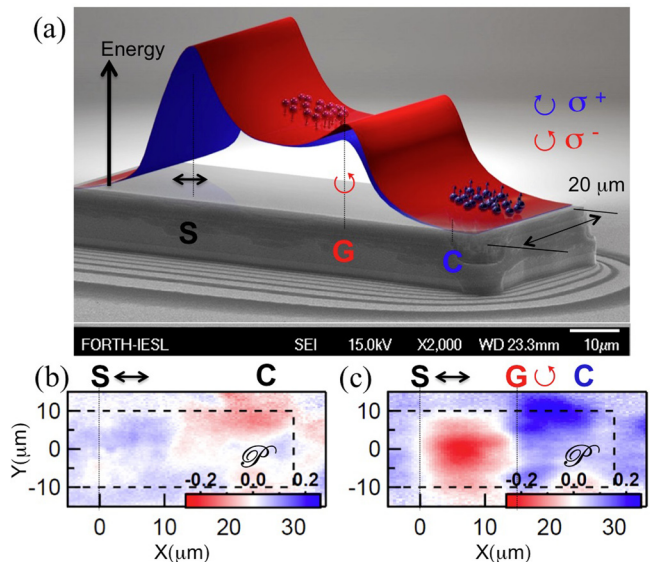 (a)
Energy
σ+
σ-
20 μm
S
G
C
FORTH-IESL SEI 15.0kV X2,000 WD 23.3mm 10μm
(b) S C (c) S G C
Y(μm)
10
0
-10
𝒫
-0.2 0.0 0.2
0 10 20 30
X(μm)
𝒫
-0.2 0.0 0.2
0 10 20 30
X(μm)